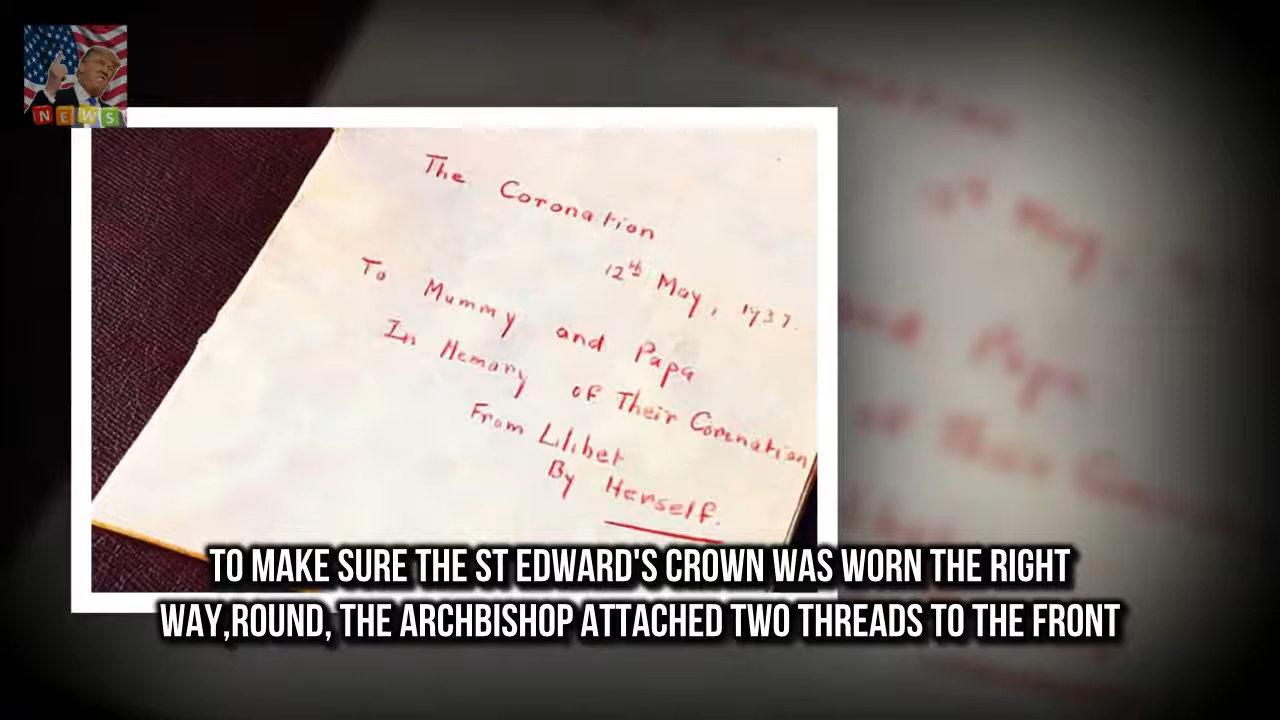 NEWS
The Coronation
12th May, 1937.
To Mummy and Papa
In Memary of Their Coronation
From Lilibet
By Herself.
TO MAKE SURE THE ST EDWARD'S CROWN WAS WORN THE RIGHT
WAY,ROUND, THE ARCHBISHOP ATTACHED TWO THREADS TO THE FRONT